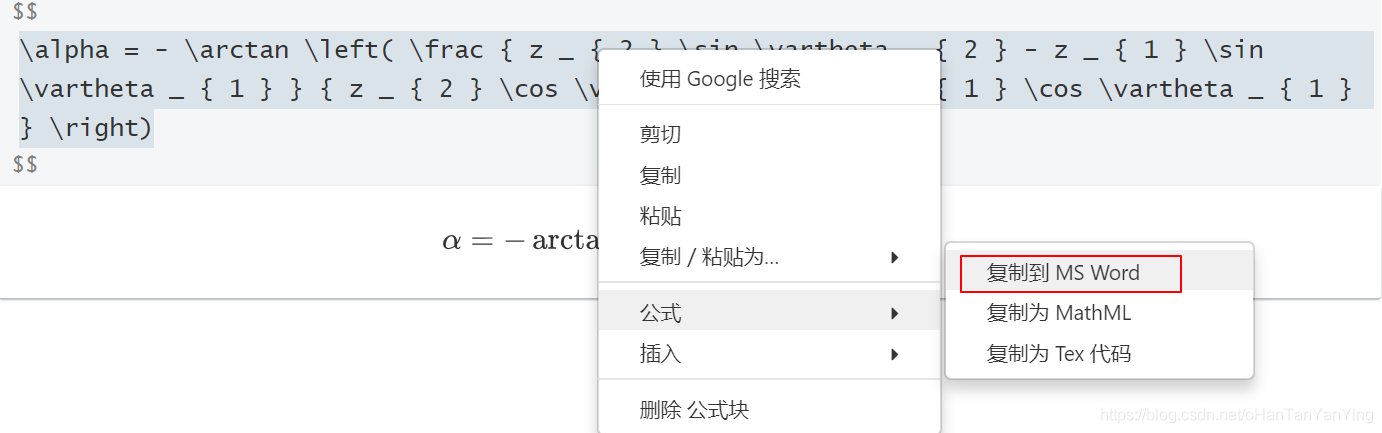 $$
\alpha = - \arctan \left( \frac { z _ { 2 } \sin \vartheta _ { 2 } - z _ { 1 } \sin
\vartheta _ { 1 } } { z _ { 2 } \cos \v { 1 } \cos \vartheta _ { 1 }
} \right)
$$
α = − arcta
使用 Google 搜索
剪切
复制
粘贴
复制 / 粘贴为...
公式
插入
删除 公式块
复制到 MS Word
复制为 MathML
复制为 Tex 代码
https://blog.csdn.net/oHanTanYanYing